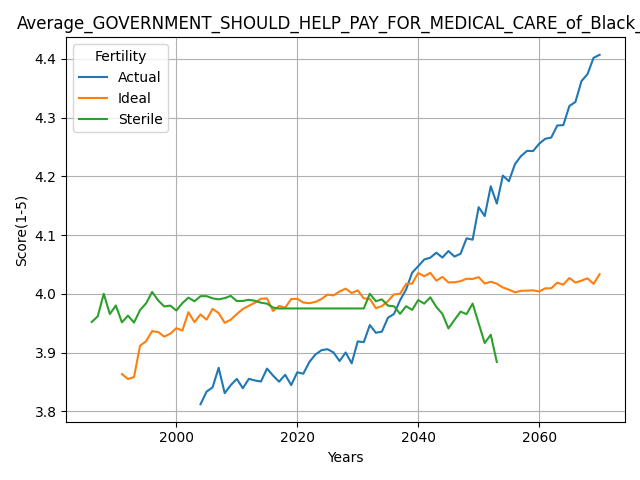 Average_GOVERNMENT_SHOULD_HELP_PAY_FOR_MEDICAL_CARE_of_Black_
Fertility
Actual
Ideal
Sterile
Score(1-5)
4.4
4.3
4.2
4.1
4.0
3.9
3.8
2000 2020 2040 2060
Years